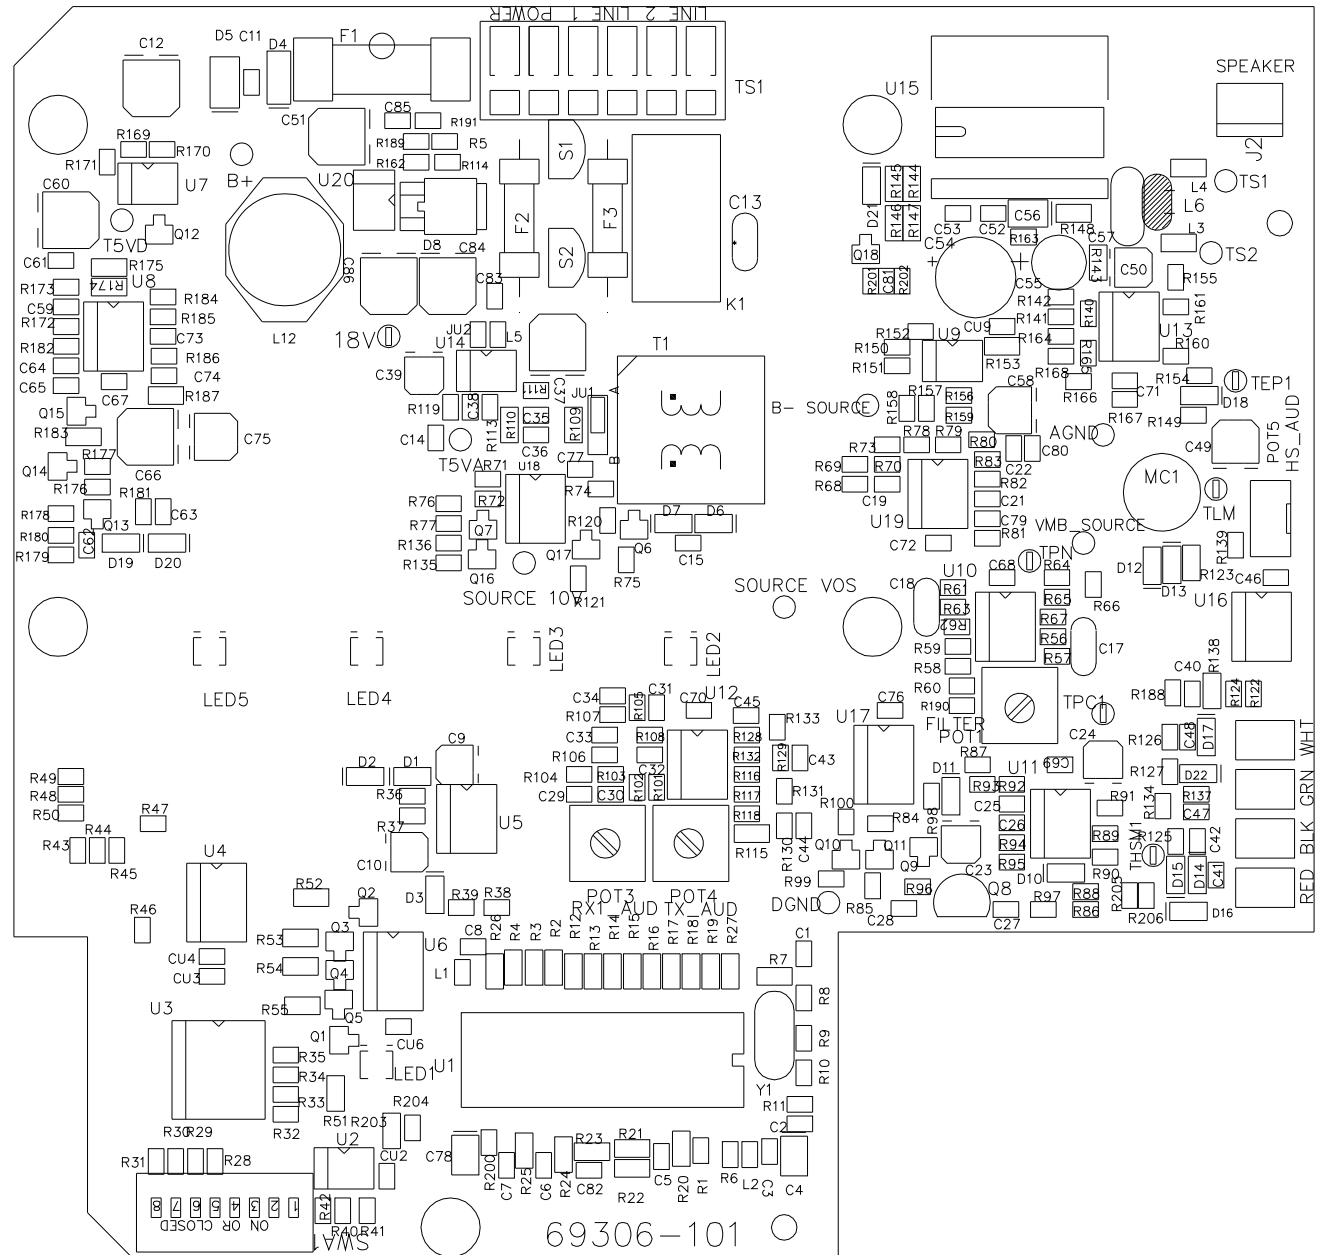 POWER LINE 1 LINE 2
D5 C11 D4 F1
C12
TS1
U15
SPEAKER
J2
C51 C85 R191
R169 R170 R189 R5
R171 R162 R114
U7 B+ U20
S1
F2 F3
C13
K1
D21 R145 R144
R146 R147
L4 TS1
L6
L3 TS2
C53 C52 C56 R148
R163 C57
C54 R143 C50
Q18 C55
R201 C81 R202
R155
C60
T5VD Q12
C61 R175
U8
R173 R174
C59 R184
R172 R185
R182 C73
C64 R186
C65 C74
C67 R187
D8 C84
C86 C83
L12
18V
JU2 L5
U14
C39 C37
R119 C38 R111
R113 R110 C35 R109
C14 C36
JU1 A
B
T1
R142 R140 R161
R141 U13
CU9 R164
R152 U9
R150 R153 R165 R160
R151 R168
R166 C71 R154
R167 D18 TEP1
R149
R157 R156 C58
R158 R159
B- SOURCE
AGND
C49 POT5
HS_AUD
Q15
R183 C75
C66
Q14 R177
R176
R181
R178 C63
Q13
R180 C62
R179 D19 D20
T5VA
R71 U18 C77
R76 R72 R74
R77 Q7 R120
R136 Q17 Q6
R135 Q16
R75
R121
D7 D6
C15
SOURCE 10V
R73 R78 R79 R80
R69 R70 R83 C22 C80
R68 R82
C19 C21
U19 C79
C72 R81
MC1
TLM
VMB_SOURCE
TPN
R139
D12 D13 R123 C46
SOURCE VOS
U10 C68 R64
C18 R61 R65 R66
R63 R67
R62 R56
R59 R57 C17
R58
R60
R190
FILTER
POT1
TPC1
U16
R138
C40
R188 R124 R122
LED5 LED4 LED3 LED2
C34 R105 C31 C70 U12 C45
R107
C33 R108 R128 R133
R106 C32 R132 R129 C43
R104 R103 R102 R101 R116
C29 C30 R117 R131
R118
R115 R130 C44
POT3 POT4
RX1_AUD TX_AUD
U17 C76
R100 R84
Q10 Q11
R99 R85
DGND
R87 D11 U11 C69
R93 R92
C25 R91
R98 C26
R94 R89
R95 R90
Q9 C23 D10
R96 Q8
C28 C27 R97 R88
R86
C24
R126 C48 D17
R127 D22
R134 R137
C47
THSM1 R125 C42
D15 D14 C41
R205
R206 D16
WHT
GRN
BLK
RED
R49 D2 D1 C9
R48 R36
R50 R47 R37 U5
R43 R44
R45 C10
U4
R52 Q2 D3 R39 R38
R46
R53 Q3 U6
CU4 R54 Q4
CU3
R55 Q5
U3 Q1
CU6
R35 LED1
R34
R33
R32 R51 R203 R204
C8 R26 R4 R3 R2 R12 R13 R14 R15 R16 R17 R18 R19 R27
L1
C1
R7
R8
R9
R10
Y1
R11
C2
U1
R30 R29 U2 CU2
R31 R28
C78 R200 C7 R25 C6 R24 R23 C82 R21 R22 C5 R20 R1 R6 L2 C3 C4
8 7 6 5 4 3 2 1
CLOSED OR ON
R42 R40 R41
SWA1
69306-101